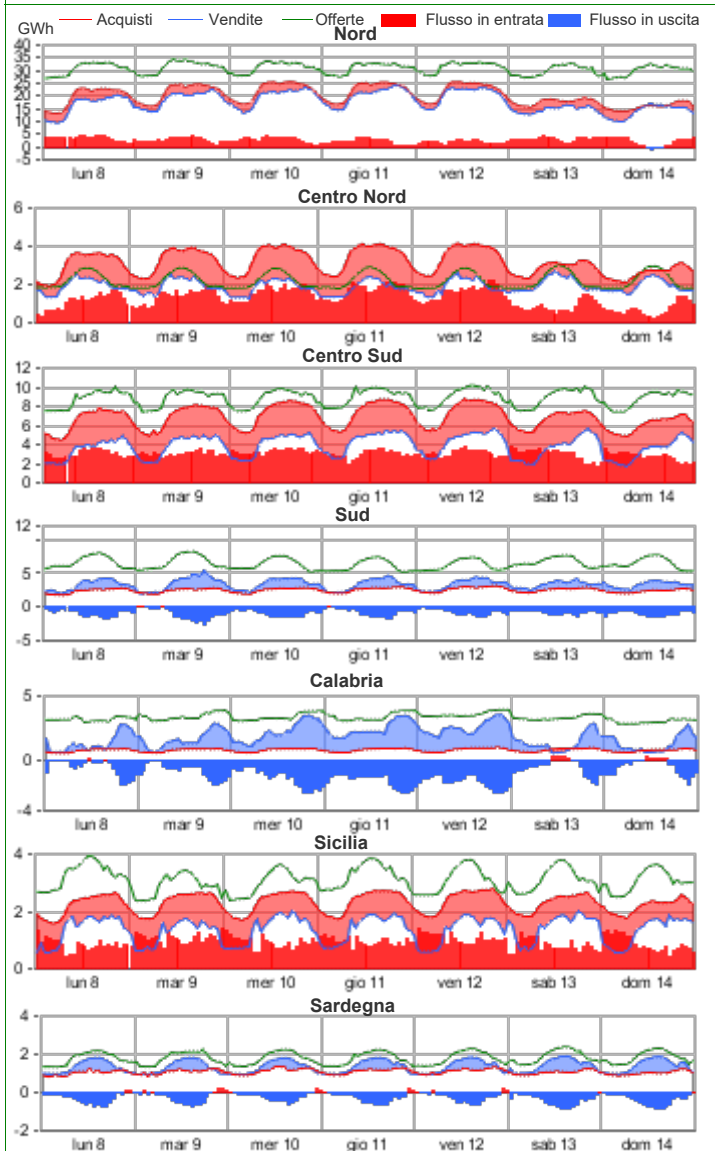 Acquisti Vendite Offerte Flusso in entrata Flusso in uscita
GWh
Nord
40
35
30
25
20
15
10
5
0
-5
lun 8 mar 9 mer 10 gio 11 ven 12 sab 13 dom 14
Centro Nord
6
4
2
0
lun 8 mar 9 mer 10 gio 11 ven 12 sab 13 dom 14
Centro Sud
12
10
8
6
4
2
0
lun 8 mar 9 mer 10 gio 11 ven 12 sab 13 dom 14
Sud
12
5
0
-5
lun 8 mar 9 mer 10 gio 11 ven 12 sab 13 dom 14
Calabria
5
0
-4
lun 8 mar 9 mer 10 gio 11 ven 12 sab 13 dom 14
Sicilia
4
2
0
lun 8 mar 9 mer 10 gio 11 ven 12 sab 13 dom 14
Sardegna
4
2
0
-2
lun 8 mar 9 mer 10 gio 11 ven 12 sab 13 dom 14